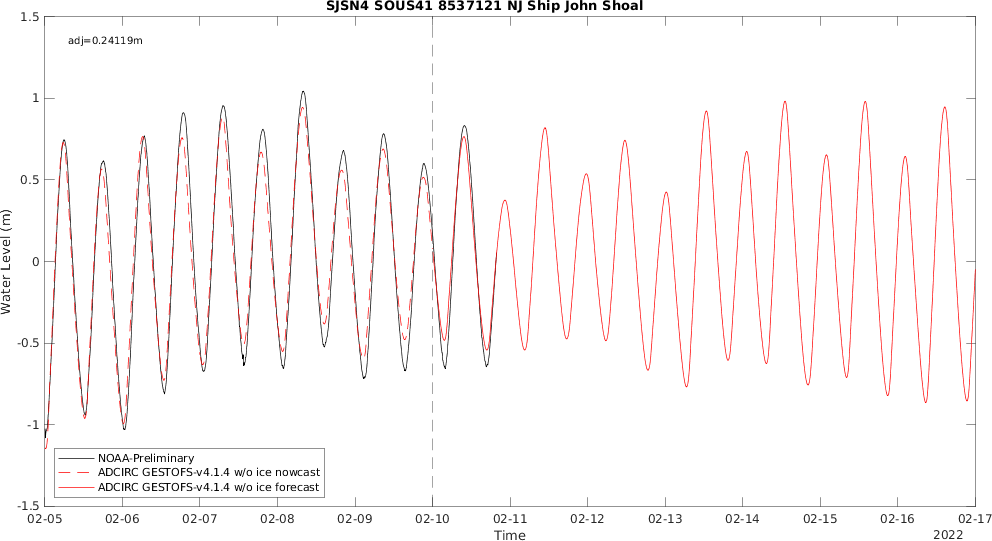 SJSN4 SOUS41 8537121 NJ Ship John Shoal
adj=0.24119m
1.5
1
0.5
0
-0.5
-1
-1.5
Water Level (m)
NOAA-Preliminary
ADCIRC GESTOFS-v4.1.4 w/o ice nowcast
ADCIRC GESTOFS-v4.1.4 w/o ice forecast
02-05 02-06 02-07 02-08 02-09 02-10 02-11 02-12 02-13 02-14 02-15 02-16 02-17
Time
2022